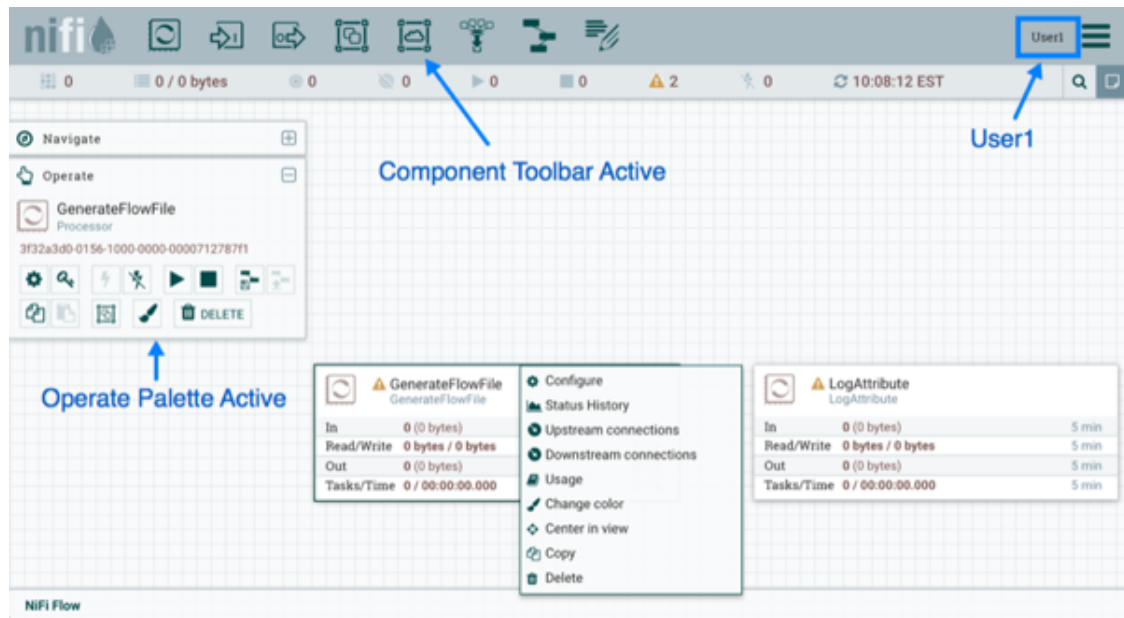 nifi
User1
0
0 / 0 bytes
0
0
0
0
2
0
10:08:12 EST
Navigate
User1
Component Toolbar Active
Operate
GenerateFlowFile
Processor
3f32a3d0-0156-1000-0000-0000712787f1
DELETE
Operate Palette Active
GenerateFlowFile
GenerateFlowFile
In 0 (0 bytes)
Read/Write 0 bytes / 0 bytes
Out 0 (0 bytes)
Tasks/Time 0 / 00:00:00.000
Configure
Status History
Upstream connections
Downstream connections
Usage
Change color
Center in view
Copy
Delete
LogAttribute
LogAttribute
In 0 (0 bytes) 5 min
Read/Write 0 bytes / 0 bytes 5 min
Out 0 (0 bytes) 5 min
Tasks/Time 0 / 00:00:00.000 5 min
NiFi Flow